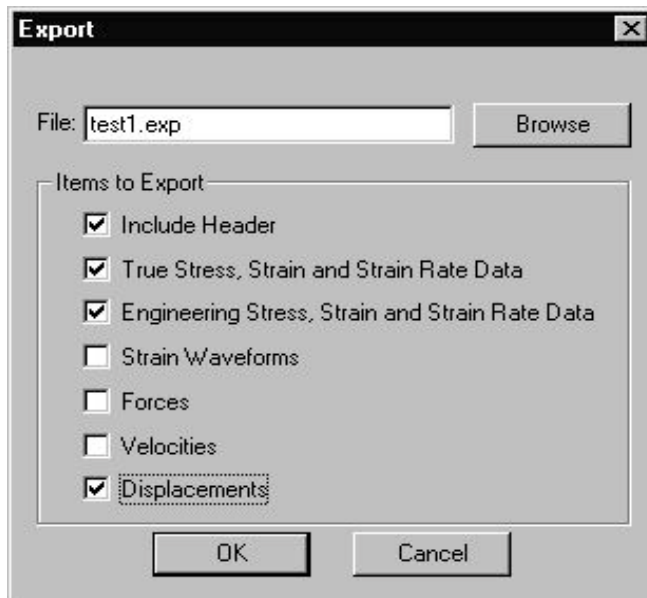 Export
File: test1.exp Browse
Items to Export
Include Header
True Stress, Strain and Strain Rate Data
Engineering Stress, Strain and Strain Rate Data
Strain Waveforms
Forces
Velocities
Displacements
OK Cancel